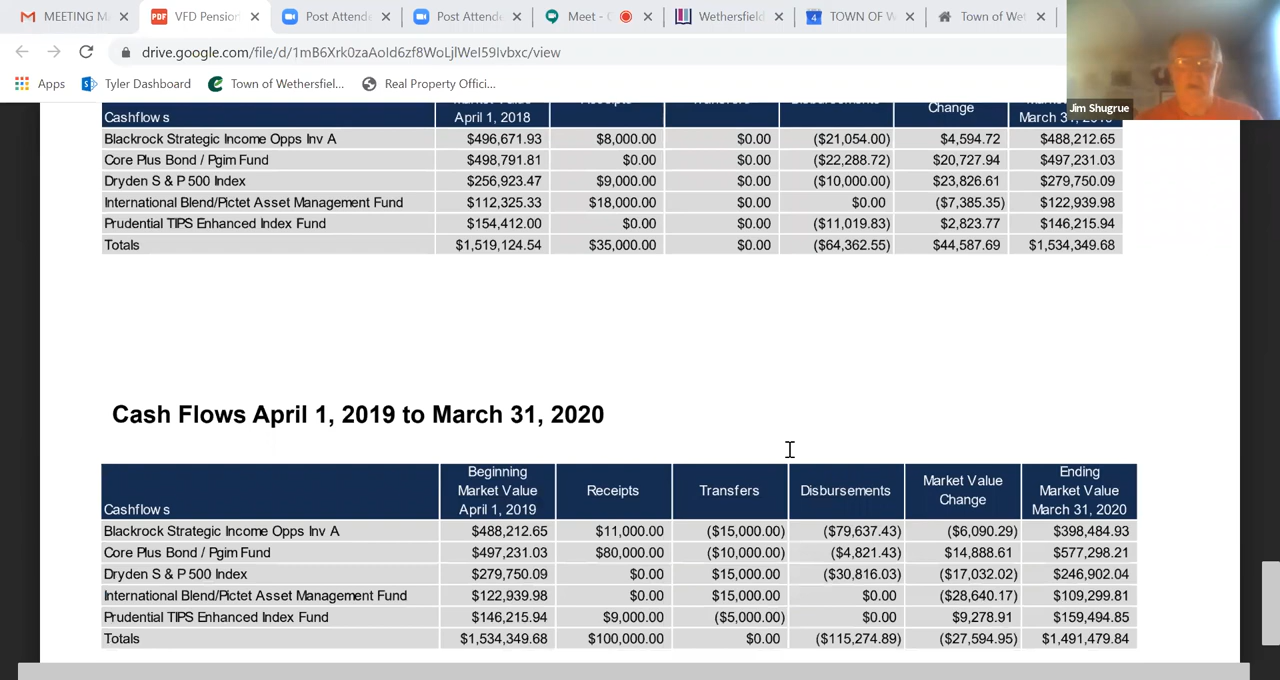 MEETING M
VFD Pension
Post Attende
Post Attende
Meet - C
Wethersfield
TOWN OF W
Town of Wet
drive.google.com/file/d/1mB6Xrk0zaAoId6zf8WoLjlWeI59Ivbxc/view
Apps
Tyler Dashboard
Town of Wethersfiel...
Real Property Offici...
Jim Shugrue
Cashflows April 1, 2018 Change March 31,
Blackrock Strategic Income Opps Inv A $496,671.93 $8,000.00 $0.00 ($21,054.00) $4,594.72 $488,212.65
Core Plus Bond / Pgim Fund $498,791.81 $0.00 $0.00 ($22,288.72) $20,727.94 $497,231.03
Dryden S & P 500 Index $256,923.47 $9,000.00 $0.00 ($10,000.00) $23,826.61 $279,750.09
International Blend/Pictet Asset Management Fund $112,325.33 $18,000.00 $0.00 $0.00 ($7,385.35) $122,939.98
Prudential TIPS Enhanced Index Fund $154,412.00 $0.00 $0.00 ($11,019.83) $2,823.77 $146,215.94
Totals $1,519,124.54 $35,000.00 $0.00 ($64,362.55) $44,587.69 $1,534,349.68
Cash Flows April 1, 2019 to March 31, 2020
Cashflows
Beginning
Market Value
April 1, 2019
Receipts
Transfers
Disbursements
Market Value
Change
Ending
Market Value
March 31, 2020
Blackrock Strategic Income Opps Inv A $488,212.65 $11,000.00 ($15,000.00) ($79,637.43) ($6,090.29) $398,484.93
Core Plus Bond / Pgim Fund $497,231.03 $80,000.00 ($10,000.00) ($4,821.43) $14,888.61 $577,298.21
Dryden S & P 500 Index $279,750.09 $0.00 $15,000.00 ($30,816.03) ($17,032.02) $246,902.04
International Blend/Pictet Asset Management Fund $122,939.98 $0.00 $15,000.00 $0.00 ($28,640.17) $109,299.81
Prudential TIPS Enhanced Index Fund $146,215.94 $9,000.00 ($5,000.00) $0.00 $9,278.91 $159,494.85
Totals $1,534,349.68 $100,000.00 $0.00 ($115,274.89) ($27,594.95) $1,491,479.84